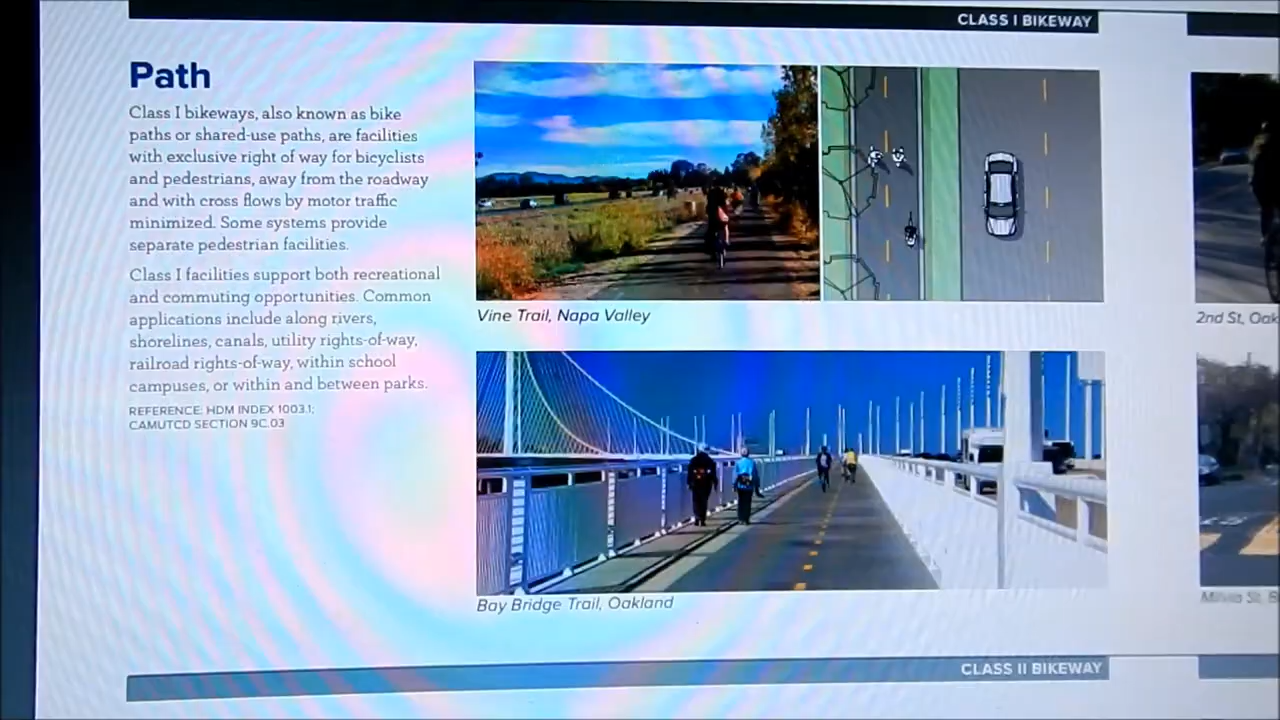 CLASS I BIKEWAY
Path
Class I bikeways, also known as bike
paths or shared-use paths, are facilities
with exclusive right of way for bicyclists
and pedestrians, away from the roadway
and with cross flows by motor traffic
minimized. Some systems provide
separate pedestrian facilities.
Class I facilities support both recreational
and commuting opportunities. Common
applications include along rivers,
shorelines, canals, utility rights-of-way,
railroad rights-of-way, within school
campuses, or within and between parks.
REFERENCE: HDM INDEX 1003.1;
CAMUTCD SECTION 9C.03
Vine Trail, Napa Valley
Bay Bridge Trail, Oakland
2nd St, Oak
Milvia St, B
CLASS II BIKEWAY